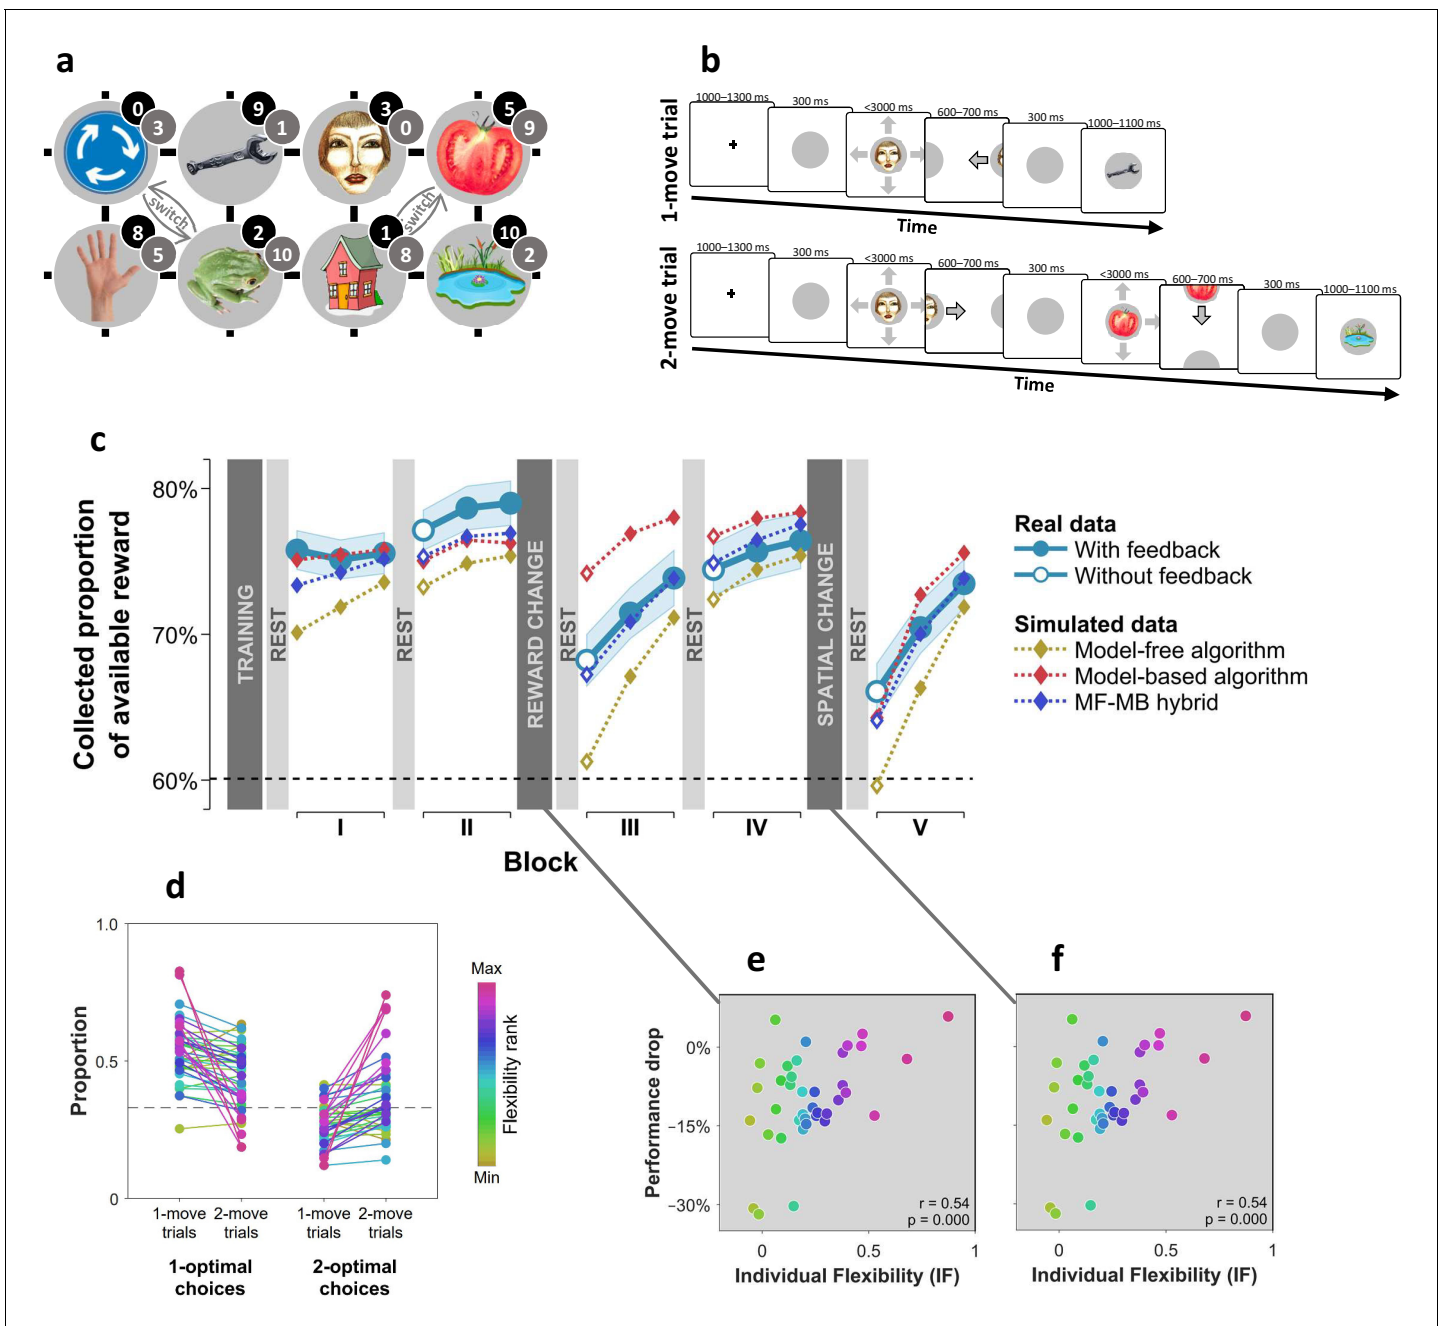 a
0
3
9
1
3
0
5
9
switch
switch
8
5
2
10
1
8
10
2
b
1-move trial
1000–1300 ms
300 ms
<3000 ms
600–700 ms
300 ms
1000–1100 ms
Time
2-move trial
1000–1300 ms
300 ms
<3000 ms
600–700 ms
300 ms
<3000 ms
600–700 ms
300 ms
1000–1100 ms
Time
c
Collected proportion
of available reward
80%
70%
60%
TRAINING
REST
REST
REWARD CHANGE
REST
REST
SPATIAL CHANGE
REST
I
II
III
IV
V
Block
Real data
With feedback
Without feedback
Simulated data
Model-free algorithm
Model-based algorithm
MF-MB hybrid
d
Proportion
1.0
0.5
0
1-move
trials
2-move
trials
1-move
trials
2-move
trials
1-optimal
choices
2-optimal
choices
Max
Flexibility rank
Min
e
Performance drop
0%
−15%
−30%
r = 0.54
p = 0.000
0
0.5
1
Individual Flexibility (IF)
f
r = 0.54
p = 0.000
0
0.5
1
Individual Flexibility (IF)